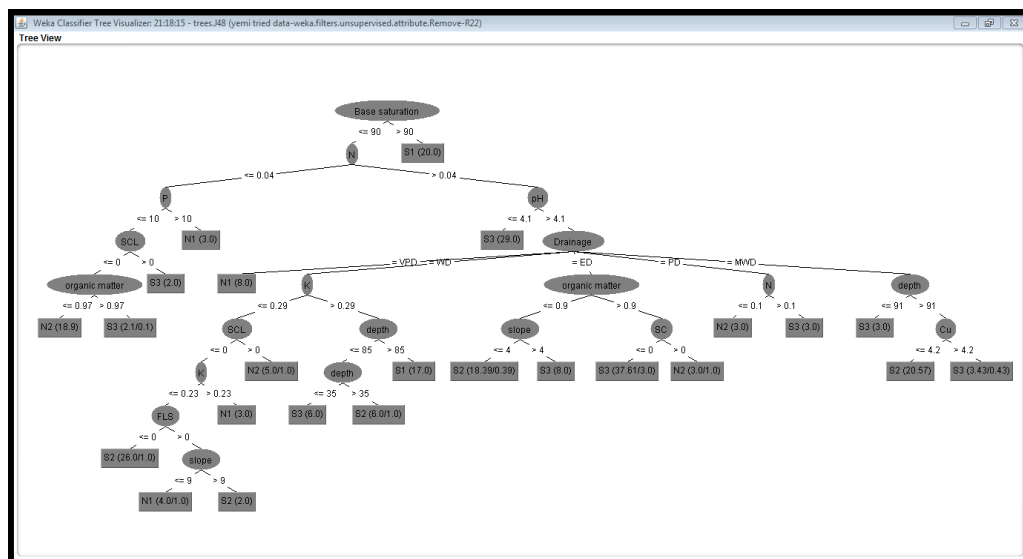 Weka Classifier Tree Visualizer: 21:18:15 - trees.J48 (yemi tried data-weka.filters.unsupervised.attribute.Remove-R22)
Tree View
Base saturation
<= 90 > 90
N S1 (20.0)
<= 0.04 > 0.04
P pH
<= 10 > 10 <= 4.1 > 4.1
SCL N1 (3.0) S3 (29.0) Drainage
<= 0 > 0 = VPD = WD = ED = PD = MWD
organic matter S3 (2.0) N1 (8.0) K organic matter N depth
<= 0.97 > 0.97 <= 0.29 > 0.29 <= 0.9 > 0.9 <= 0.1 > 0.1 <= 91 > 91
N2 (18.9) S3 (2.1/0.1) SCL depth slope SC N2 (3.0) S3 (3.0) S3 (3.0) Cu
<= 0 > 0 <= 85 > 85 <= 4 > 4 <= 0 > 0 <= 4.2 > 4.2
K N2 (5.0/1.0) depth S1 (17.0) S2 (18.39/0.39) S3 (8.0) S3 (37.61/3.0) N2 (3.0/1.0) S2 (20.57) S3 (3.43/0.43)
<= 0.23 > 0.23 <= 35 > 35
FLS N1 (3.0) S3 (6.0) S2 (6.0/1.0)
<= 0 > 0
S2 (26.0/1.0) slope
<= 9 > 9
N1 (4.0/1.0) S2 (2.0)